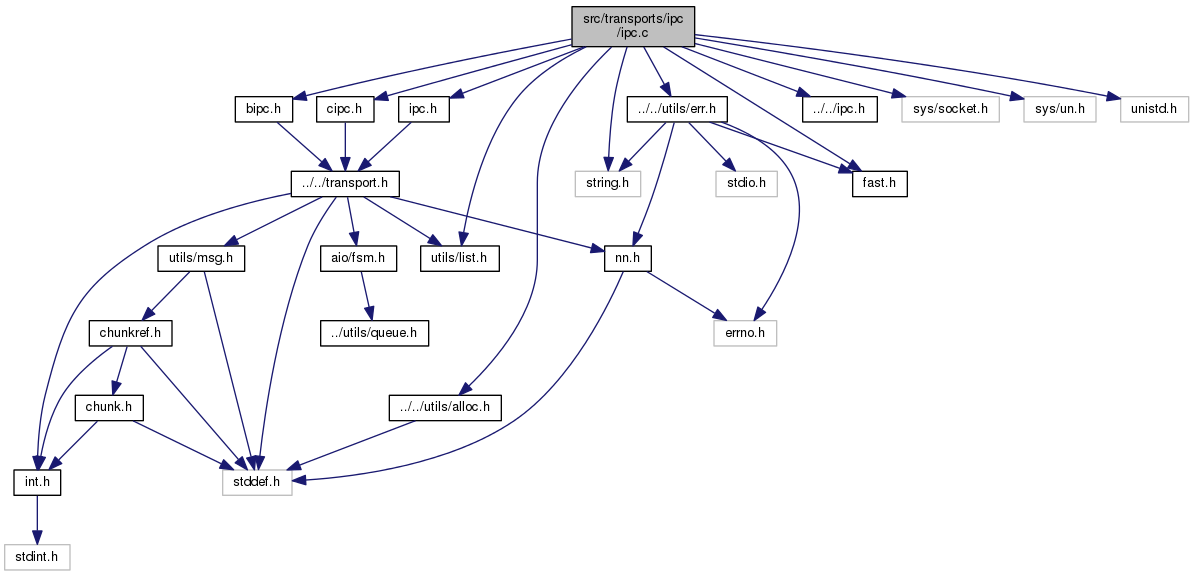 src/transports/ipc
/ipc.c
bipc.h
cipc.h
ipc.h
../../utils/err.h
../../ipc.h
sys/socket.h
sys/un.h
unistd.h
../../transport.h
string.h
stdio.h
fast.h
utils/msg.h
aio/fsm.h
utils/list.h
nn.h
chunkref.h
../utils/queue.h
errno.h
chunk.h
../../utils/alloc.h
int.h
stddef.h
stdint.h